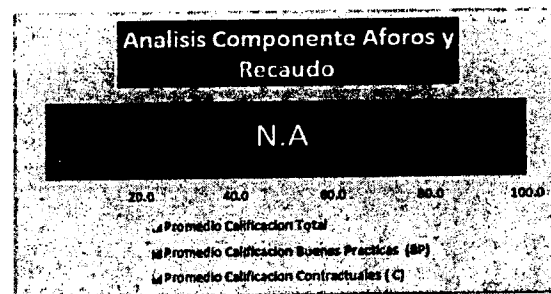 Analisis Componente Aforos y
Recaudo
N.A
20.0 40.0 60.0 80.0 100.0
Promedio Calificacion Total
Promedio Calificacion Buenas Practicas (BP)
Promedio Calificacion Contractuales ( C)